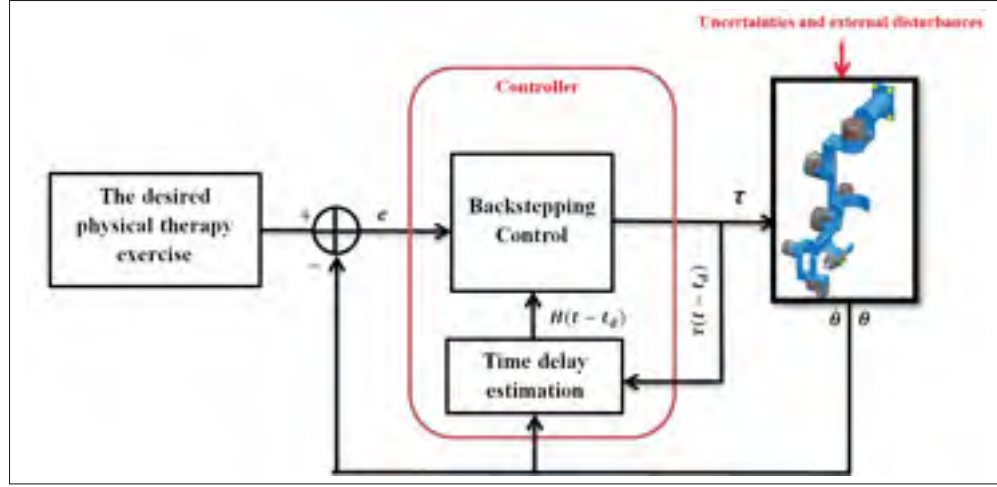 Uncertainties and external disturbances
Controller
The desired
physical therapy
exercise
+
−
e
Backstepping
Control
τ
τ(t − t_d)
H(t − t_d)
Time delay
estimation
θ θ